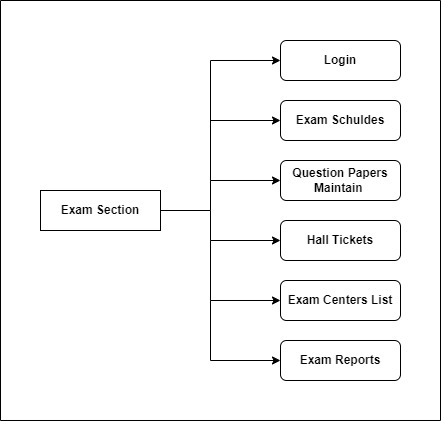 Login
Exam Schuldes
Question Papers
Maintain
Exam Section
Hall Tickets
Exam Centers List
Exam Reports